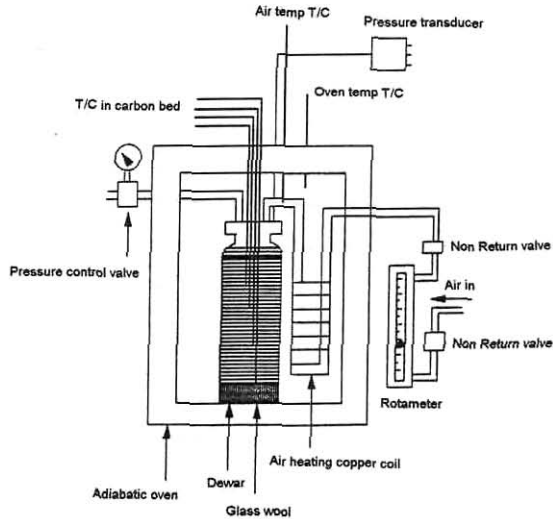 Air temp T/C
Pressure transducer
Oven temp T/C
T/C in carbon bed
Non Return valve
Pressure control valve
Air in
Non Return valve
Rotameter
Air heating copper coil
Adiabatic oven
Dewar
Glass wool